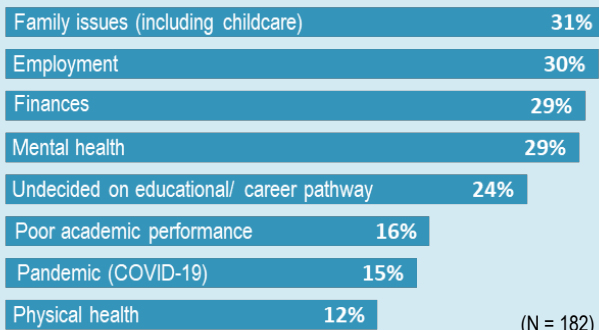 Family issues (including childcare) 31%
Employment 30%
Finances 29%
Mental health 29%
Undecided on educational/ career pathway 24%
Poor academic performance 16%
Pandemic (COVID-19) 15%
Physical health 12%
(N = 182)